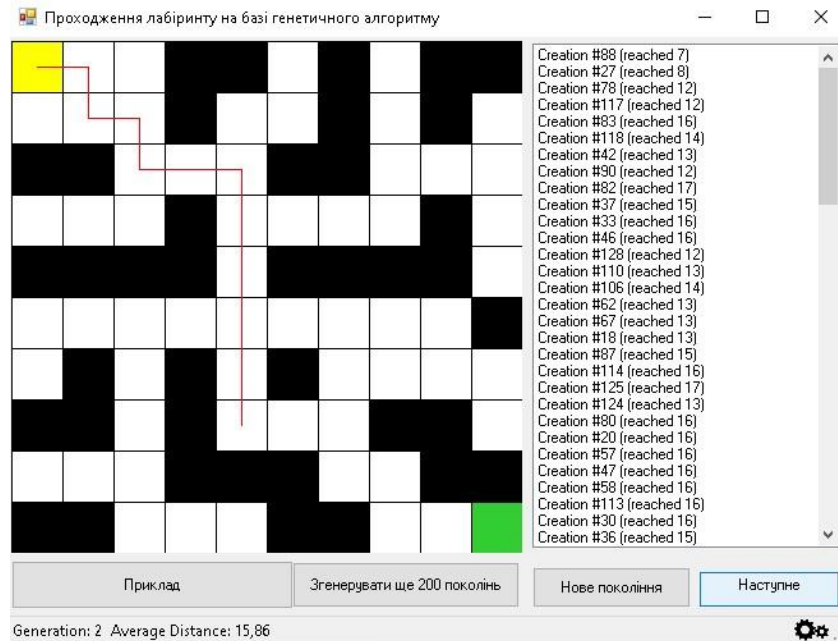 Проходження лабіринту на базі генетичного алгоритму
Creation #88 (reached 7)
Creation #27 (reached 8)
Creation #78 (reached 12)
Creation #117 (reached 12)
Creation #83 (reached 16)
Creation #118 (reached 14)
Creation #42 (reached 13)
Creation #90 (reached 12)
Creation #82 (reached 17)
Creation #37 (reached 15)
Creation #33 (reached 16)
Creation #46 (reached 16)
Creation #128 (reached 12)
Creation #110 (reached 13)
Creation #106 (reached 14)
Creation #62 (reached 13)
Creation #67 (reached 13)
Creation #18 (reached 13)
Creation #87 (reached 15)
Creation #114 (reached 16)
Creation #125 (reached 17)
Creation #124 (reached 13)
Creation #80 (reached 16)
Creation #20 (reached 16)
Creation #57 (reached 16)
Creation #47 (reached 16)
Creation #58 (reached 16)
Creation #113 (reached 16)
Creation #30 (reached 16)
Creation #36 (reached 15)
Приклад
Згенерувати ще 200 поколінь
Нове покоління
Наступне
Generation: 2 Average Distance: 15,86